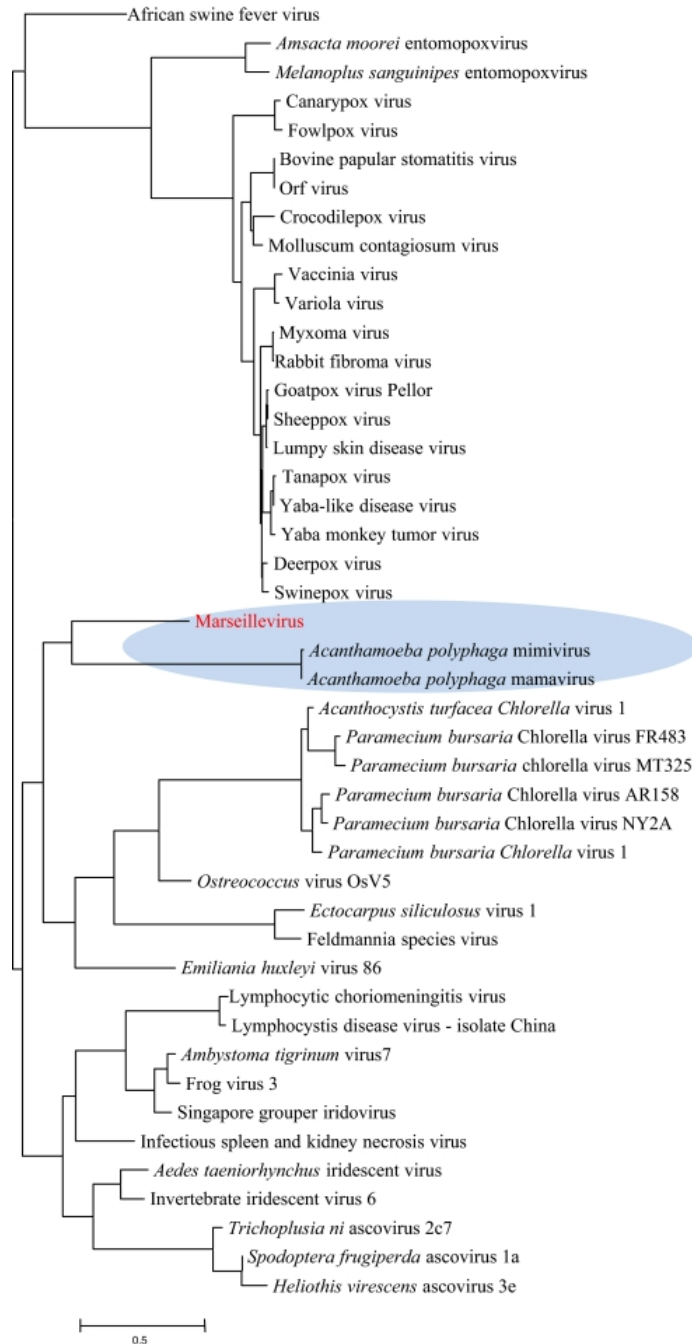 African swine fever virus
Amsacta moorei entomopoxvirus
Melanoplus sanguinipes entomopoxvirus
Canarypox virus
Fowlpox virus
Bovine papular stomatitis virus
Orf virus
Crocodilepox virus
Molluscum contagiosum virus
Vaccinia virus
Variola virus
Myxoma virus
Rabbit fibroma virus
Goatpox virus Pellor
Sheeppox virus
Lumpy skin disease virus
Tanapox virus
Yaba-like disease virus
Yaba monkey tumor virus
Deerpox virus
Swinepox virus
Marseillevirus
Acanthamoeba polyphaga mimivirus
Acanthamoeba polyphaga mamavirus
Acanthocystis turfacea Chlorella virus 1
Paramecium bursaria Chlorella virus FR483
Paramecium bursaria chlorella virus MT325
Paramecium bursaria Chlorella virus AR158
Paramecium bursaria Chlorella virus NY2A
Paramecium bursaria Chlorella virus 1
Ostreococcus virus OsV5
Ectocarpus siliculosus virus 1
Feldmannia species virus
Emiliania huxleyi virus 86
Lymphocytic choriomeningitis virus
Lymphocystis disease virus - isolate China
Ambystoma tigrinum virus7
Frog virus 3
Singapore grouper iridovirus
Infectious spleen and kidney necrosis virus
Aedes taeniorhynchus iridescent virus
Invertebrate iridescent virus 6
Trichoplusia ni ascovirus 2c7
Spodoptera frugiperda ascovirus 1a
Heliothis virescens ascovirus 3e
0.5